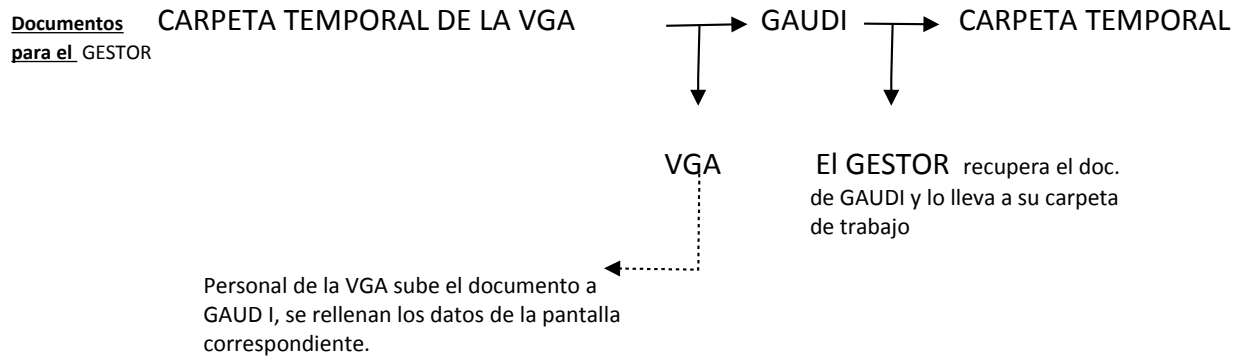 Documentos CARPETA TEMPORAL DE LA VGA GAUDI CARPETA TEMPORAL
para el GESTOR
VGA El GESTOR recupera el doc.
de GAUDI y lo lleva a su carpeta
de trabajo
Personal de la VGA sube el documento a
GAUD I, se rellenan los datos de la pantalla
correspondiente.